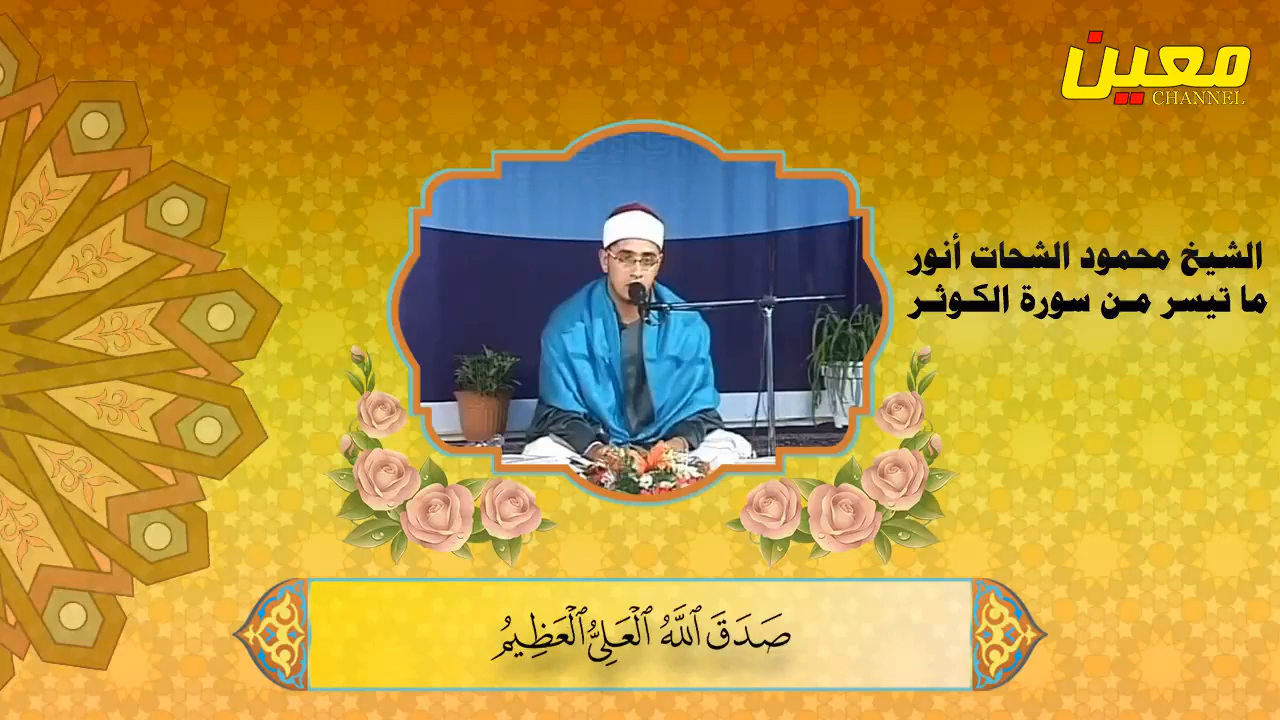 معين
CHANNEL
الشيخ محمود الشحات أنور
ما تيسر من سورة الكوثر
صَدَقَ ٱللَّهُ ٱلْعَلِىُّ ٱلْعَظِيمُ